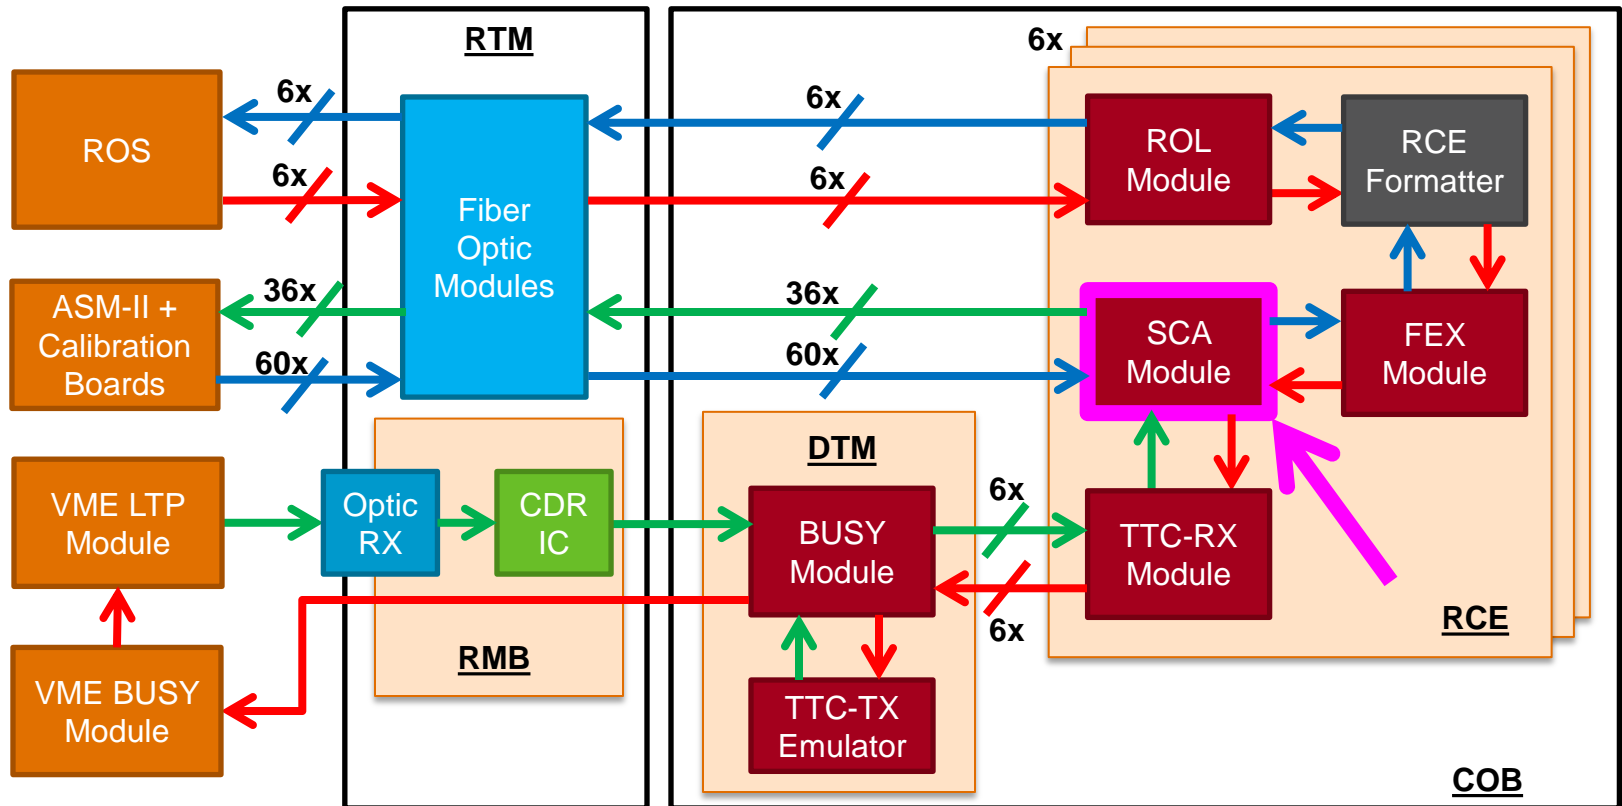 RTM
6x
ROS
6x
6x
Fiber
Optic
Modules
6x
6x
ROL
Module
RCE
Formatter
ASM-II +
Calibration
Boards
36x
60x
36x
60x
SCA
Module
FEX
Module
VME LTP
Module
Optic
RX
CDR
IC
RMB
DTM
BUSY
Module
6x
6x
TTC-RX
Module
RCE
VME BUSY
Module
TTC-TX
Emulator
COB